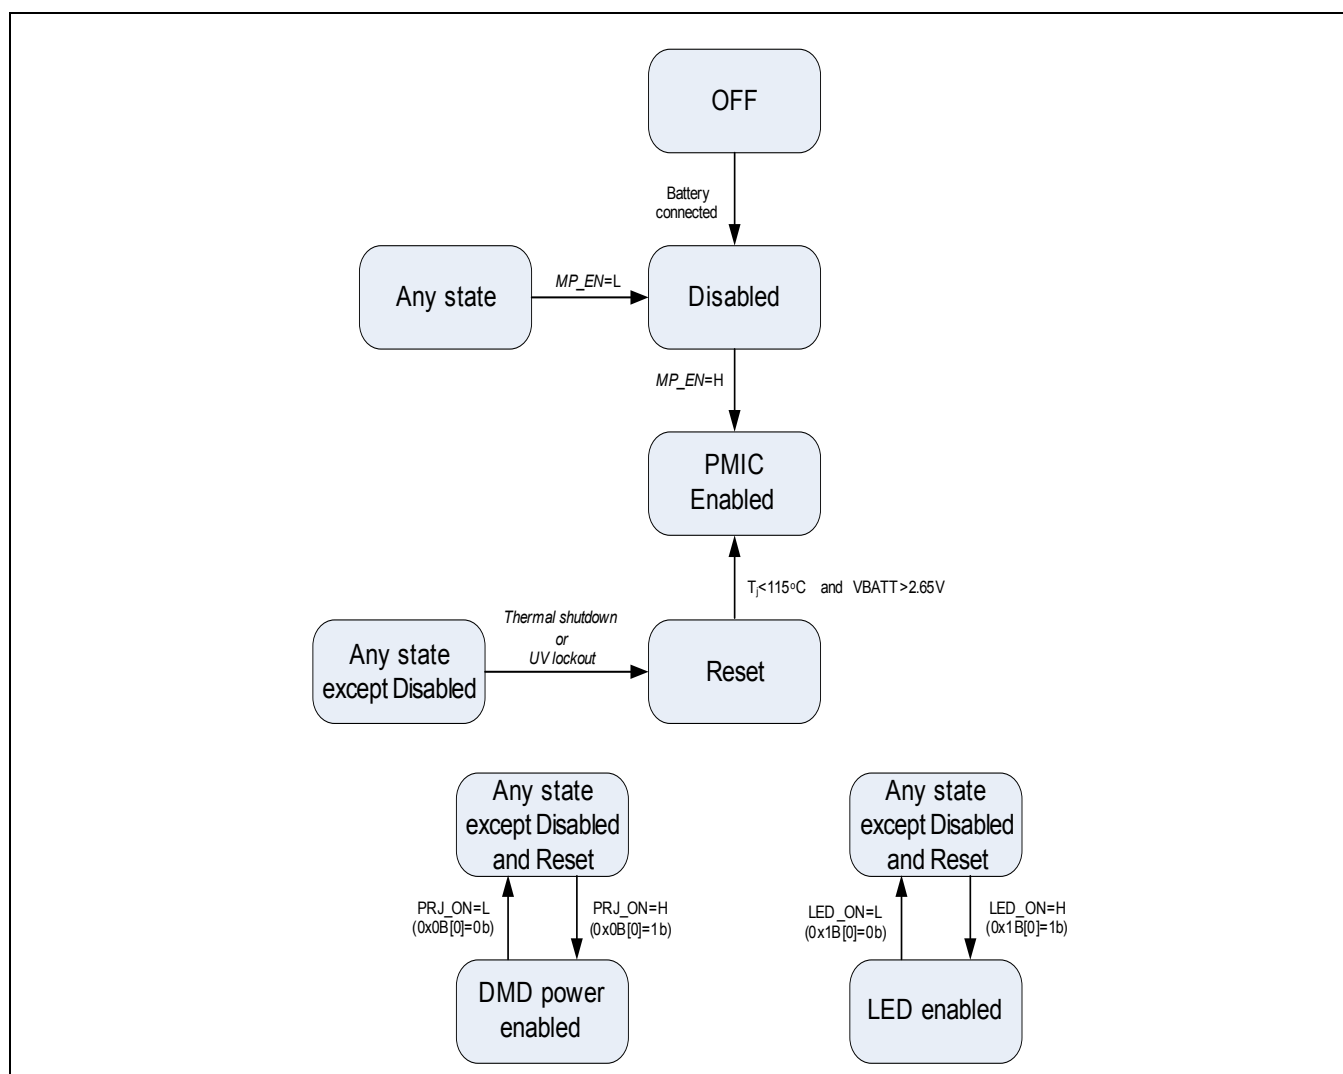 OFF
Battery
connected
Any state
MP_EN=L
Disabled
MP_EN=H
PMIC
Enabled
Tj<115°C and VBATT>2.65V
Thermal shutdown
or
UV lockout
Any state
except Disabled
Reset
Any state
except Disabled
and Reset
Any state
except Disabled
and Reset
PRJ_ON=L
(0x0B[0]=0b)
PRJ_ON=H
(0x0B[0]=1b)
LED_ON=L
(0x1B[0]=0b)
LED_ON=H
(0x1B[0]=1b)
DMD power
enabled
LED enabled